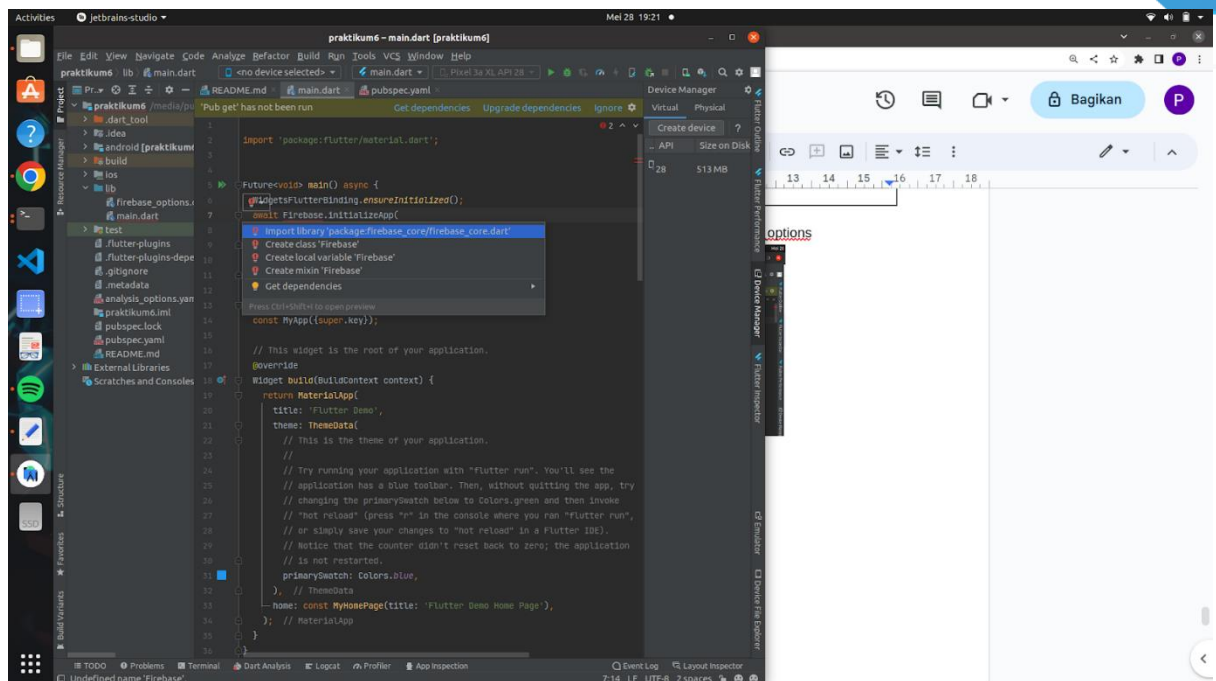 Activities
jetbrains-studio
Mei 28 19:21
praktikum6 – main.dart [praktikum6]
File Edit View Navigate Code Analyze Refactor Build Run Tools VCS Window Help
praktikum6 lib main.dart
<no device selected>
main.dart
Pixel 3a XL API 28
Pr...
README.md
main.dart
pubspec.yaml
Device Manager
praktikum6
'Pub get' has not been run
Get dependencies
Upgrade dependencies
Ignore
Virtual
Physical
.dart_tool
.idea
android [praktikum6
build
ios
lib
firebase_options.
main.dart
test
.flutter-plugins
.flutter-plugins-depe
.gitignore
.metadata
analysis_options.yam
praktikum6.iml
pubspec.lock
pubspec.yaml
README.md
External Libraries
Scratches and Consoles
import 'package:flutter/material.dart';
Future<void> main() async {
WidgetsFlutterBinding.ensureInitialized();
await Firebase.initializeApp(
Import library 'package:firebase_core/firebase_core.dart'
Create class 'Firebase'
Create local variable 'Firebase'
Create mixin 'Firebase'
Get dependencies
Press Ctrl+Shift+I to open preview
const MyApp({super.key});
// This widget is the root of your application.
@override
Widget build(BuildContext context) {
return MaterialApp(
title: 'Flutter Demo',
theme: ThemeData(
// This is the theme of your application.
//
// Try running your application with "flutter run". You'll see the
// application has a blue toolbar. Then, without quitting the app, try
// changing the primarySwatch below to Colors.green and then invoke
// "hot reload" (press "r" in the console where you ran "flutter run",
// or simply save your changes to "hot reload" in a Flutter IDE).
// Notice that the counter didn't reset back to zero; the application
// is not restarted.
primarySwatch: Colors.blue,
), // ThemeData
home: const MyHomePage(title: 'Flutter Demo Home Page'),
); // MaterialApp
}
}
Create device
?
API
Size on Disk
28
513 MB
Project
Resource Manager
Structure
Favorites
Build Variants
Flutter Outline
Flutter Performance
Device Manager
Flutter Inspector
Emulator
Device File Explorer
TODO
Problems
Terminal
Dart Analysis
Logcat
Profiler
App Inspection
Event Log
Layout Inspector
Undefined name 'Firebase'
7:14 LF UTF-8 2 spaces
SSD
Bagikan
P
P
13 14 15 16 17 18
options